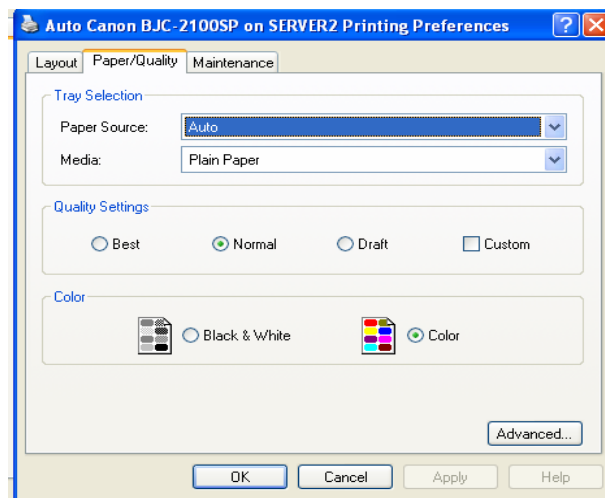 Auto Canon BJC-2100SP on SERVER2 Printing Preferences
Layout Paper/Quality Maintenance
Tray Selection
Paper Source: Auto
Media: Plain Paper
Quality Settings
Best Normal Draft Custom
Color
Black & White Color
Advanced...
OK Cancel Apply Help